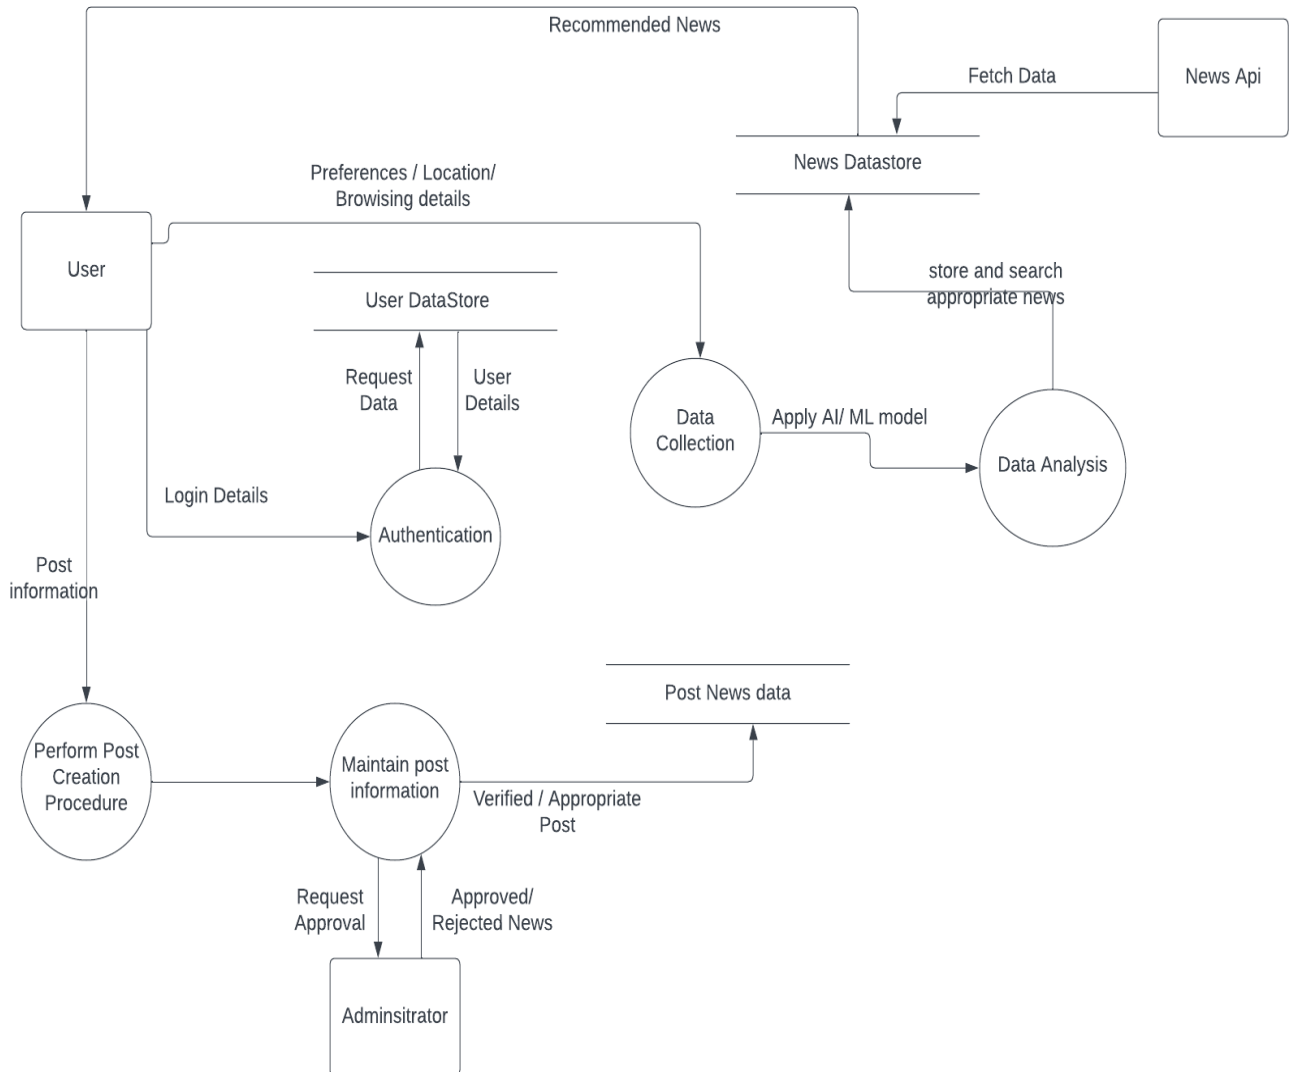 Recommended News
Fetch Data
News Api
News Datastore
Preferences / Location/
Browising details
User
store and search
appropriate news
User DataStore
Request
Data
User
Details
Data
Collection
Apply AI/ ML model
Data Analysis
Login Details
Authentication
Post
information
Post News data
Perform Post
Creation
Procedure
Maintain post
information
Verified / Appropriate
Post
Request
Approval
Approved/
Rejected News
Adminsitrator